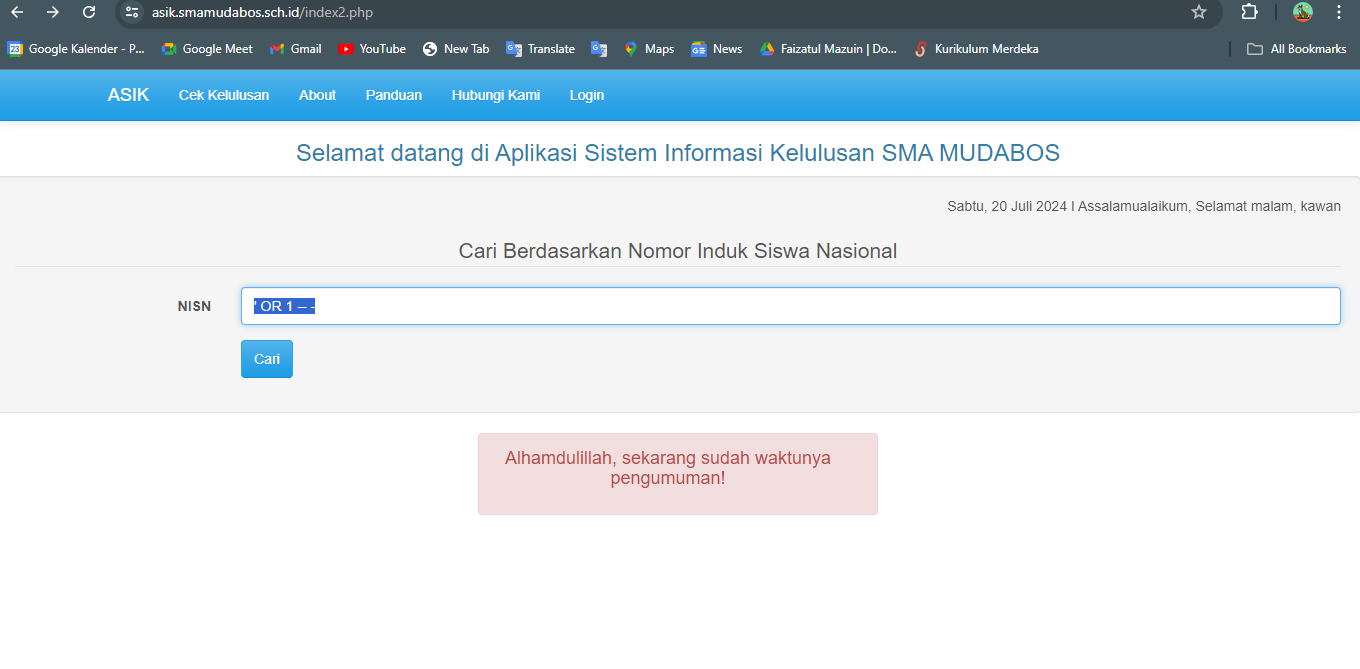 asik.smamudabos.sch.id/index2.php
23 Google Kalender - P... Google Meet Gmail YouTube New Tab Translate Maps News Faizatul Mazuin | Do... Kurikulum Merdeka All Bookmarks
ASIK Cek Kelulusan About Panduan Hubungi Kami Login
Selamat datang di Aplikasi Sistem Informasi Kelulusan SMA MUDABOS
Sabtu, 20 Juli 2024 I Assalamualaikum, Selamat malam, kawan
Cari Berdasarkan Nomor Induk Siswa Nasional
NISN ' OR 1 -- -
Cari
Alhamdulillah, sekarang sudah waktunya
pengumuman!